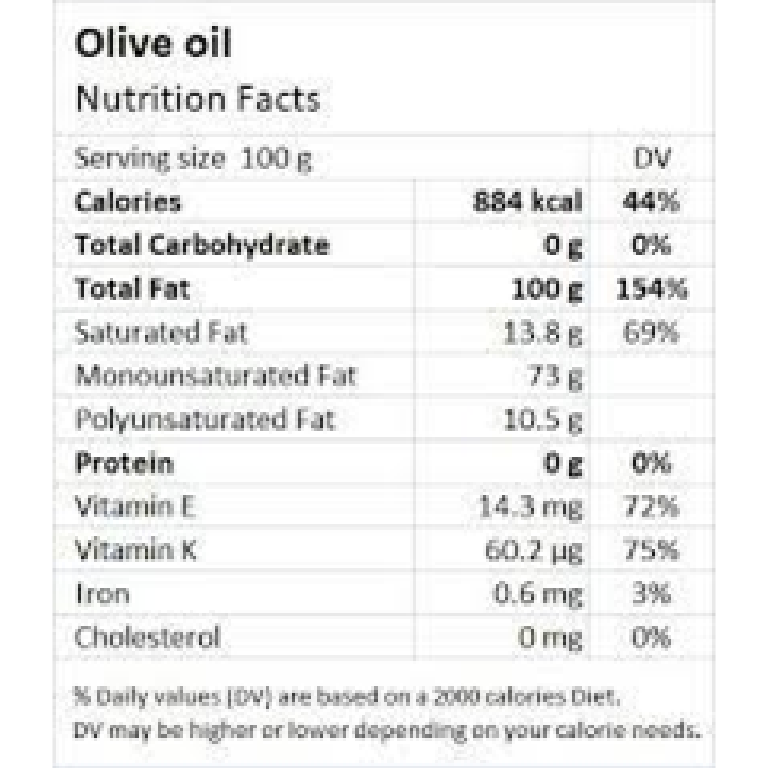 Olive oil
Nutrition Facts
Serving size 100 g DV
Calories 884 kcal 44%
Total Carbohydrate 0 g 0%
Total Fat 100 g 154%
Saturated Fat 13.8 g 69%
Monounsaturated Fat 73 g
Polyunsaturated Fat 10.5 g
Protein 0 g 0%
Vitamin E 14.3 mg 72%
Vitamin K 60.2 µg 75%
Iron 0.6 mg 3%
Cholesterol 0 mg 0%
% Daily values (DV) are based on a 2000 calories Diet.
DV may be higher or lower depending on your calorie needs.